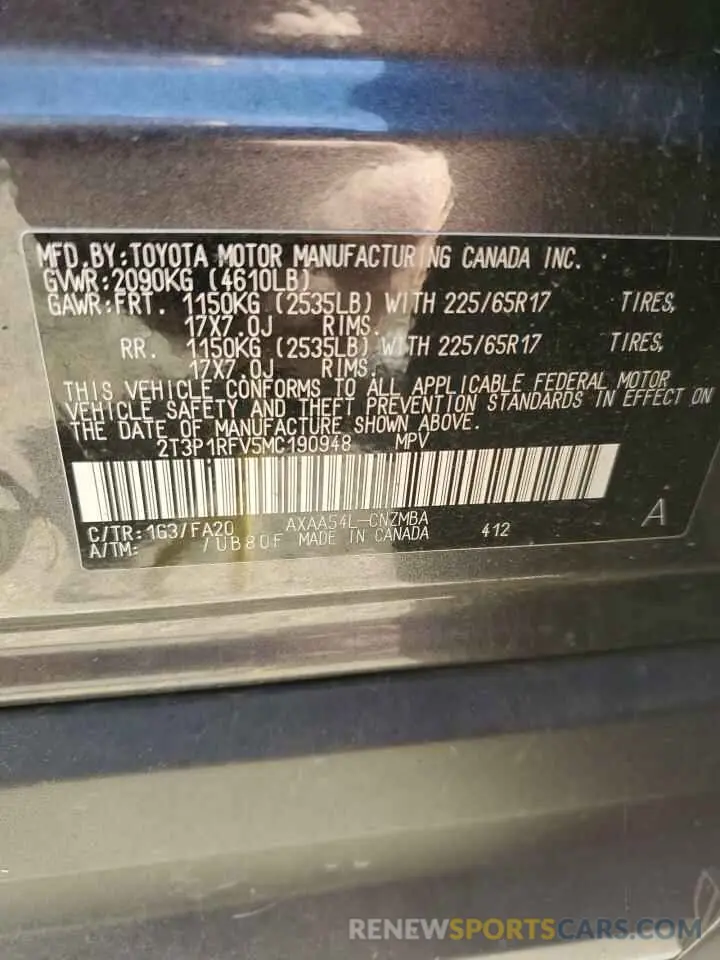 MFD. BY: TOYOTA MOTOR MANUFACTURING CANADA INC.
GVWR: 2090KG (4610LB)
GAWR: FRT. 1150KG (2535LB) WITH 225/65R17 TIRES,
17X7.0J RIMS.
RR. 1150KG (2535LB) WITH 225/65R17 TIRES,
17X7.0J RIMS.
THIS VEHICLE CONFORMS TO ALL APPLICABLE FEDERAL MOTOR
VEHICLE SAFETY AND THEFT PREVENTION STANDARDS IN EFFECT ON
THE DATE OF MANUFACTURE SHOWN ABOVE.
2T3P1RFV5MC190948 MPV
C/TR: 1G3/FA20 AXAA54L-CNZMBA A
A/TM: /UB80F MADE IN CANADA 412
RENEWSPORTSCARS.COM